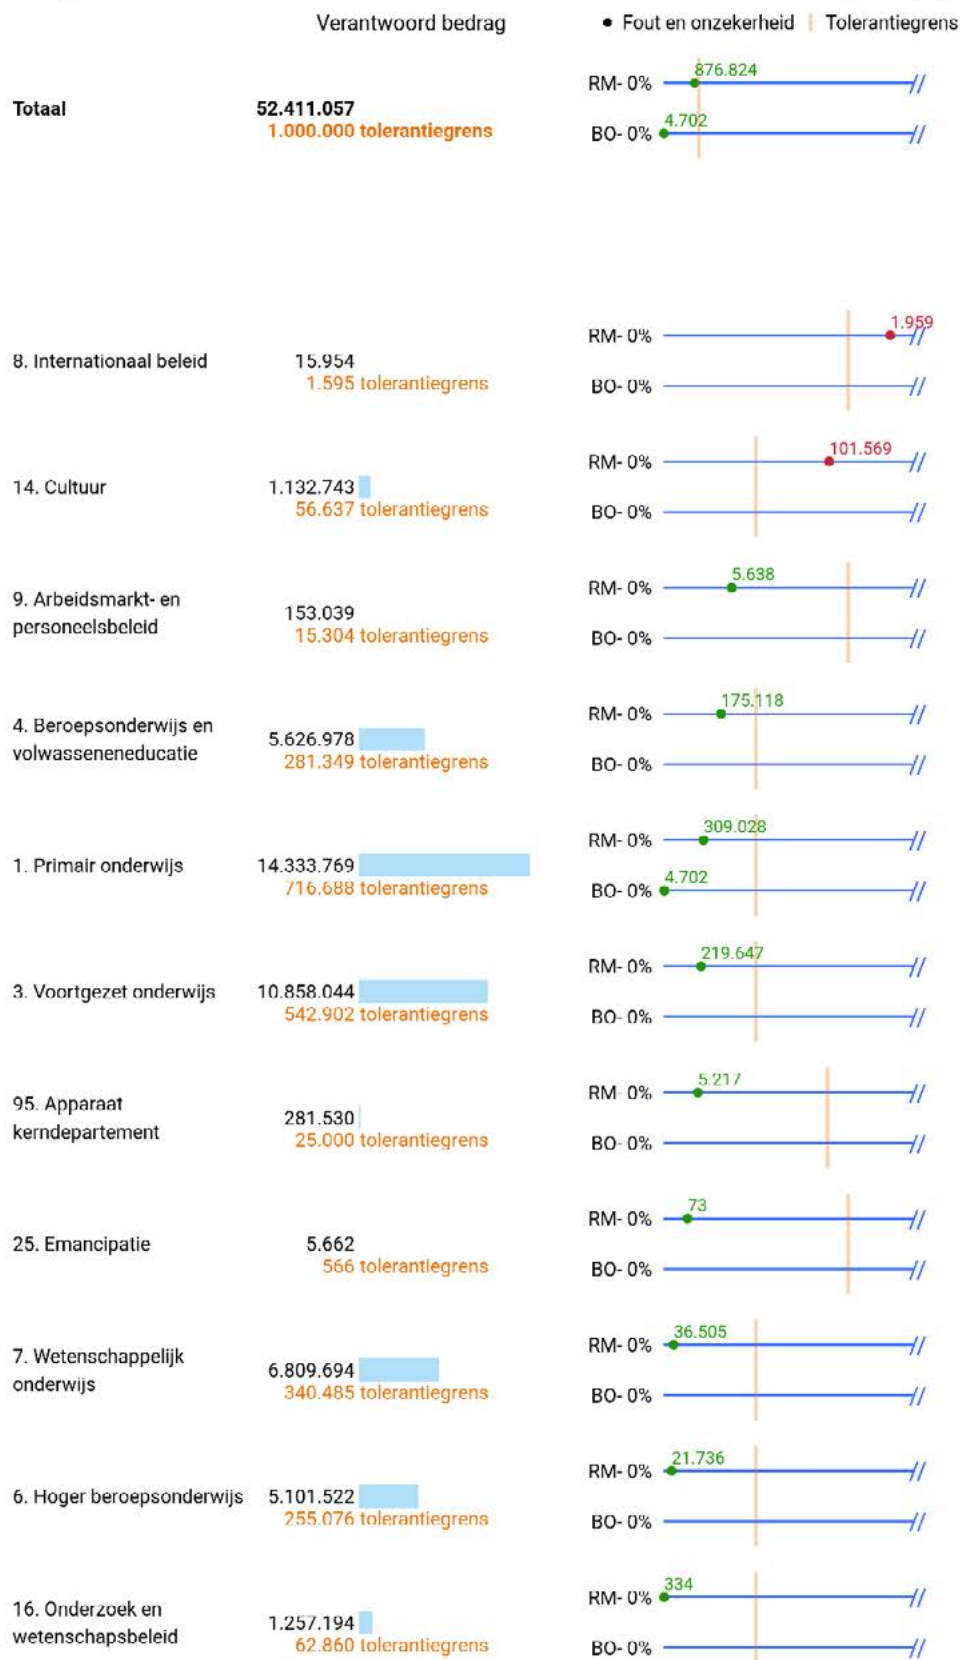 Verantwoord bedrag
Fout en onzekerheid
Tolerantiegrens
Totaal
52.411.057
1.000.000 tolerantiegrens
RM- 0%
876.824
BO- 0%
4.702
8. Internationaal beleid
15.954
1.595 tolerantiegrens
RM- 0%
1.959
BO- 0%
14. Cultuur
1.132.743
56.637 tolerantiegrens
RM- 0%
101.569
BO- 0%
9. Arbeidsmarkt- en
personeelsbeleid
153.039
15.304 tolerantiegrens
RM- 0%
5.638
BO- 0%
4. Beroepsonderwijs en
volwasseneneducatie
5.626.978
281.349 tolerantiegrens
RM- 0%
175.118
BO- 0%
1. Primair onderwijs
14.333.769
716.688 tolerantiegrens
RM- 0%
309.028
BO- 0%
4.702
3. Voortgezet onderwijs
10.858.044
542.902 tolerantiegrens
RM- 0%
219.647
BO- 0%
95. Apparaat
kerndepartement
281.530
25.000 tolerantiegrens
RM- 0%
5.217
BO- 0%
25. Emancipatie
5.662
566 tolerantiegrens
RM- 0%
73
BO- 0%
7. Wetenschappelijk
onderwijs
6.809.694
340.485 tolerantiegrens
RM- 0%
36.505
BO- 0%
6. Hoger beroepsonderwijs
5.101.522
255.076 tolerantiegrens
RM- 0%
21.736
BO- 0%
16. Onderzoek en
wetenschapsbeleid
1.257.194
62.860 tolerantiegrens
RM- 0%
334
BO- 0%